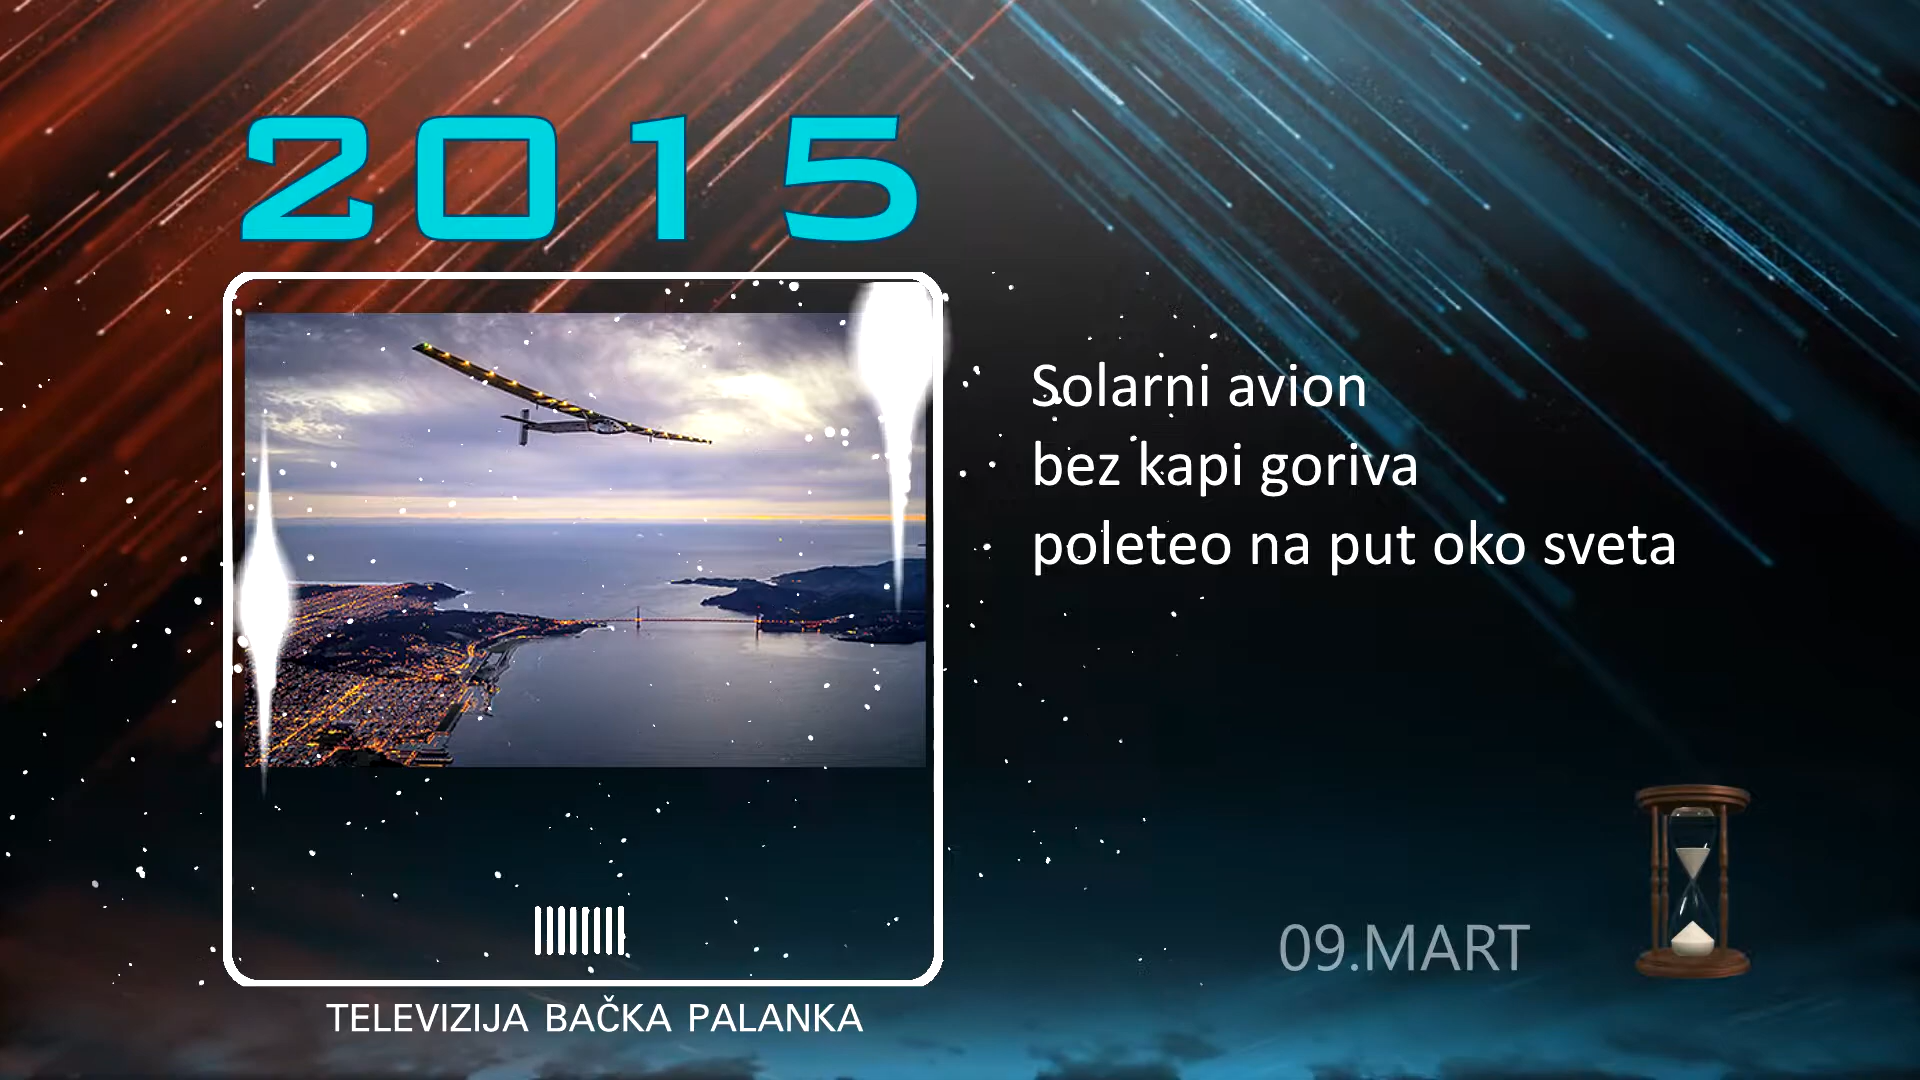 2015
Solarni avion
bez kapi goriva
poleteo na put oko sveta
09.MART
TELEVIZIJA BAČKA PALANKA